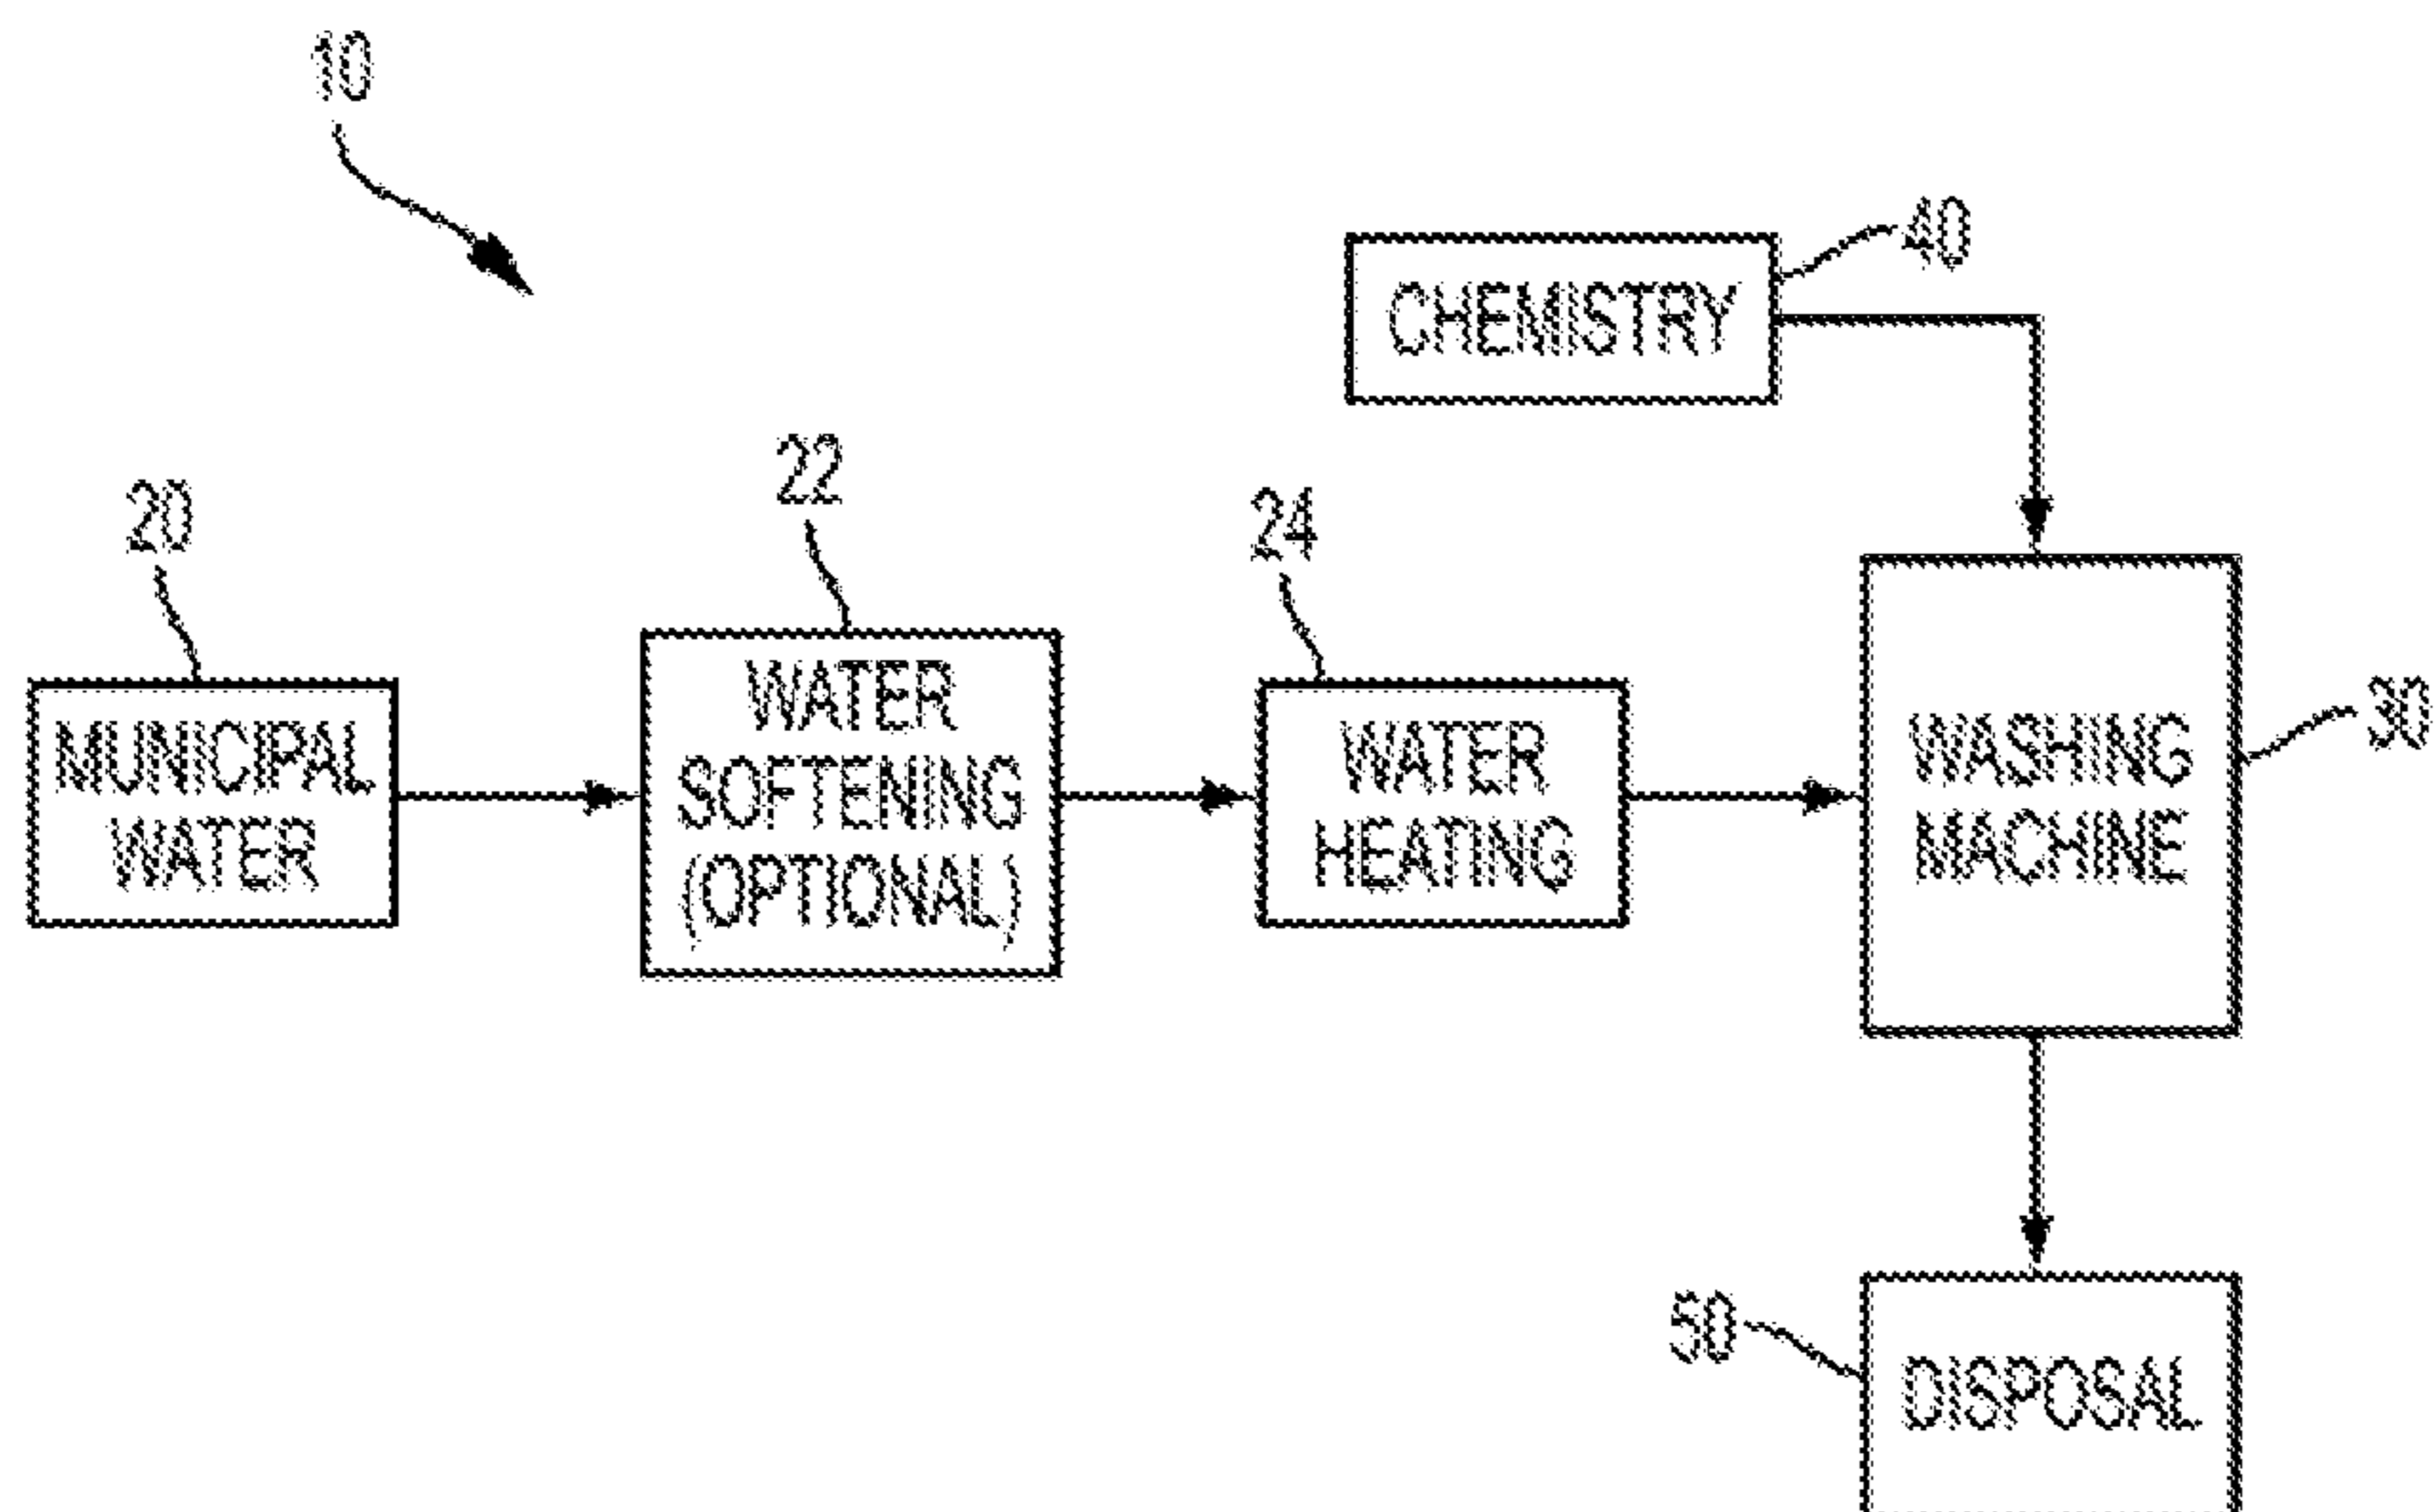 10
40
CHEMISTRY
20
22
24
30
MUNICIPAL
WATER
WATER
SOFTENING
(OPTIONAL)
WATER
HEATING
WASHING
MACHINE
50
DISPOSAL